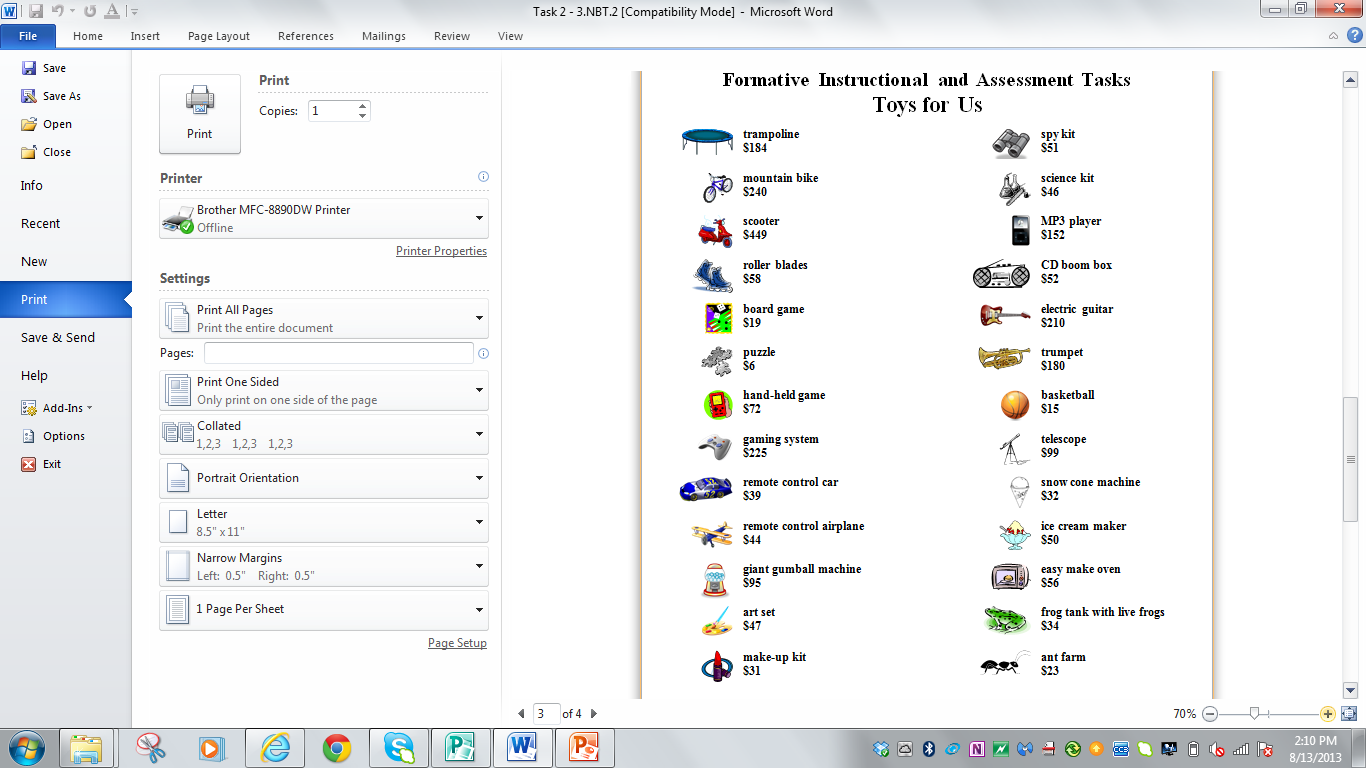 Task 2 - 3.NBT.2 [Compatibility Mode] - Microsoft Word
File Home Insert Page Layout References Mailings Review View
Save
Save As
Open
Close
Info
Recent
New
Print
Save & Send
Help
Add-Ins
Options
Exit
Print
Print
Copies: 1
Printer
Brother MFC-8890DW Printer
Offline
Printer Properties
Settings
Print All Pages
Print the entire document
Pages:
Print One Sided
Only print on one side of the page
Collated
1,2,3 1,2,3 1,2,3
Portrait Orientation
Letter
8.5" x 11"
Narrow Margins
Left: 0.5" Right: 0.5"
1 Page Per Sheet
Page Setup
Formative Instructional and Assessment Tasks
Toys for Us
trampoline
$184
mountain bike
$240
scooter
$449
roller blades
$58
board game
$19
puzzle
$6
hand-held game
$72
gaming system
$225
remote control car
$39
remote control airplane
$44
giant gumball machine
$95
art set
$47
make-up kit
$31
spy kit
$51
science kit
$46
MP3 player
$152
CD boom box
$52
electric guitar
$210
trumpet
$180
basketball
$15
telescope
$99
snow cone machine
$32
ice cream maker
$50
easy make oven
$56
frog tank with live frogs
$34
ant farm
$23
3 of 4
70%
2:10 PM
8/13/2013